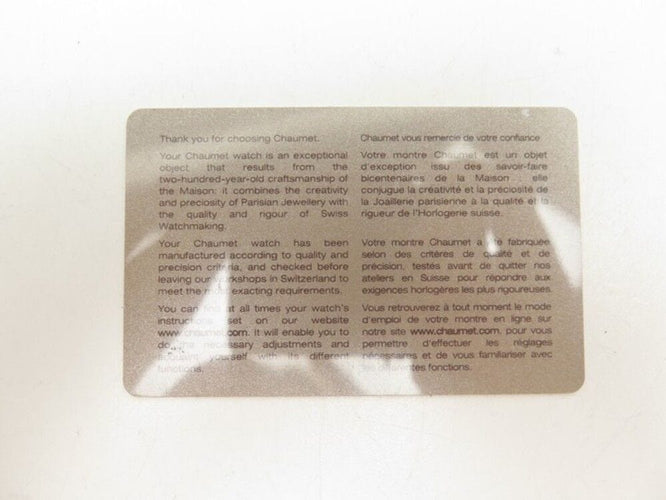 Thank you for choosing Chaumet.
Your Chaumet watch is an exceptional
object that results from the
two-hundred-year-old craftsmanship of
the Maison: it combines the creativity
and preciosity of Parisian Jewellery with
the quality and rigour of Swiss
Watchmaking.
Your Chaumet watch has been
manufactured according to quality and
precision criteria, and checked before
leaving our workshops in Switzerland to
meet the most exacting requirements.
You can find at all times your watch's
instructions set on our website
www.chaumet.com. It will enable you to
do the necessary adjustments and
acquaint yourself with its different
functions.
Chaumet vous remercie de votre confiance
Votre montre Chaumet est un objet
d'exception issu des savoir-faire
bicentenaires de la Maison : elle
conjugue la créativité et la préciosité de
la Joaillerie parisienne à la qualité et la
rigueur de l'Horlogerie suisse.
Votre montre Chaumet a été fabriquée
selon des critères de qualité et de
précision, testés avant de quitter nos
ateliers en Suisse pour répondre aux
exigences horlogères les plus rigoureuses.
Vous retrouverez à tout moment le mode
d'emploi de votre montre en ligne sur
notre site www.chaumet.com, pour vous
permettre d'effectuer les réglages
nécessaires et de vous familiariser avec
les différentes fonctions.